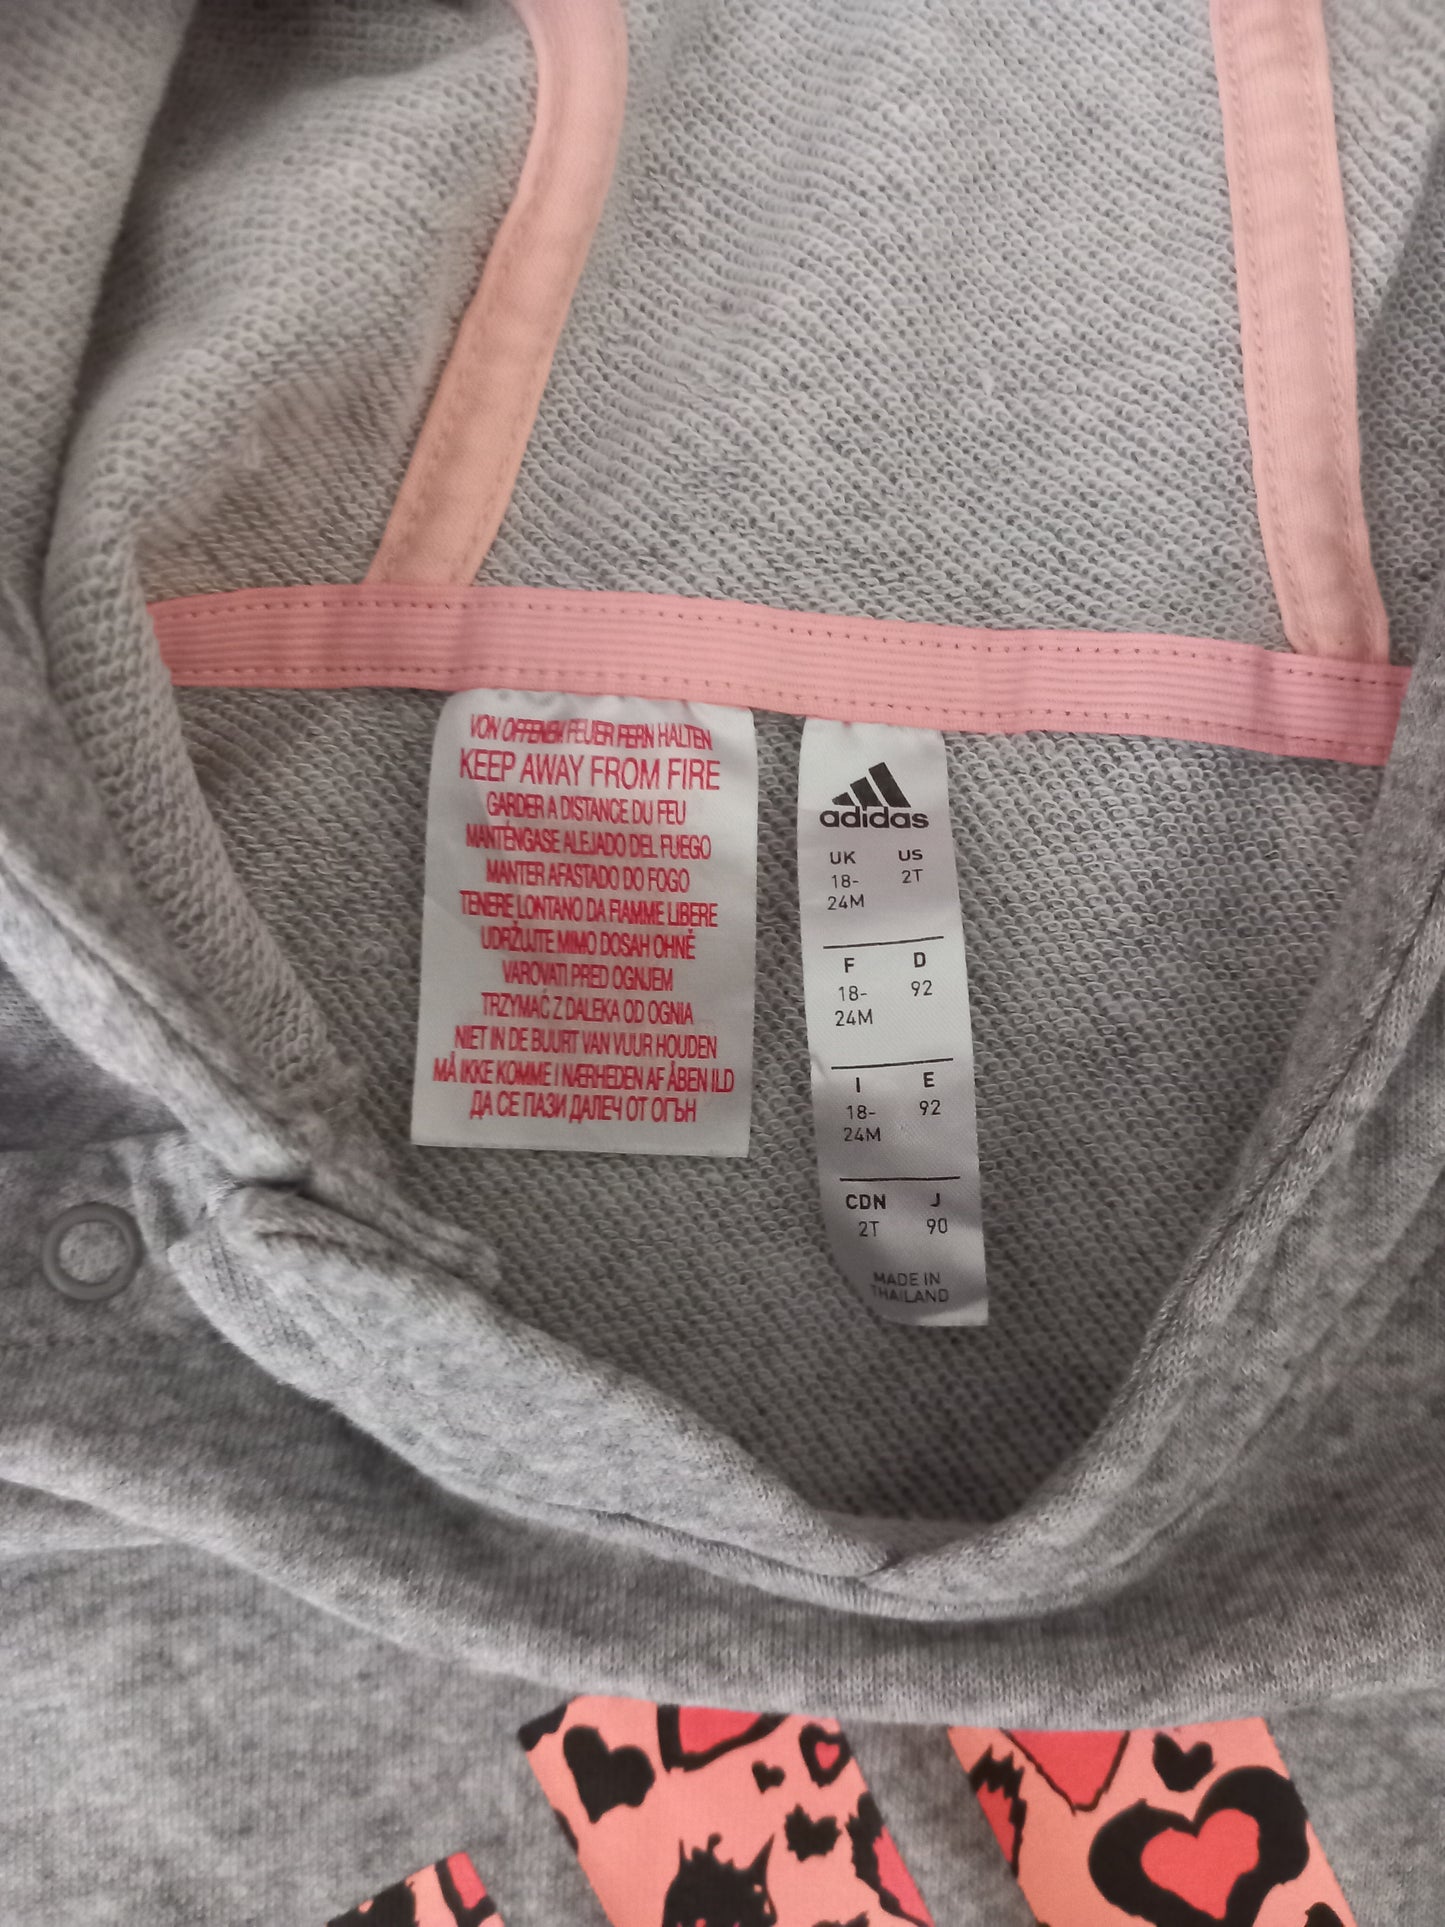 VON OFFENEM FEUER FERN HALTEN
KEEP AWAY FROM FIRE
GARDER A DISTANCE DU FEU
MANTÉNGASE ALEJADO DEL FUEGO
MANTER AFASTADO DO FOGO
TENERE LONTANO DA FIAMME LIBERE
UDRŽUJTE MIMO DOSAH OHNĚ
VAROVATI PRED OGNJEM
TRZYMAĆ Z DALEKA OD OGNIA
NIET IN DE BUURT VAN VUUR HOUDEN
MÅ IKKE KOMME I NÆRHEDEN AF ÅBEN ILD
ДА СЕ ПАЗИ ДАЛЕЧ ОТ ОГЪН
adidas
UK US
18- 2T
24M
F D
18- 92
24M
I E
18- 92
24M
CDN J
2T 90
MADE IN
THAILAND